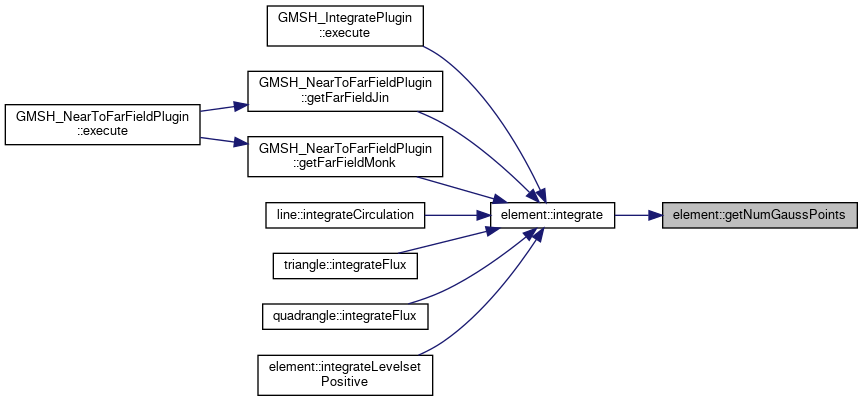 GMSH_IntegratePlugin
::execute
GMSH_NearToFarFieldPlugin
::getFarFieldJin
GMSH_NearToFarFieldPlugin
::execute
GMSH_NearToFarFieldPlugin
::getFarFieldMonk
line::integrateCirculation
element::integrate
element::getNumGaussPoints
triangle::integrateFlux
quadrangle::integrateFlux
element::integrateLevelset
Positive